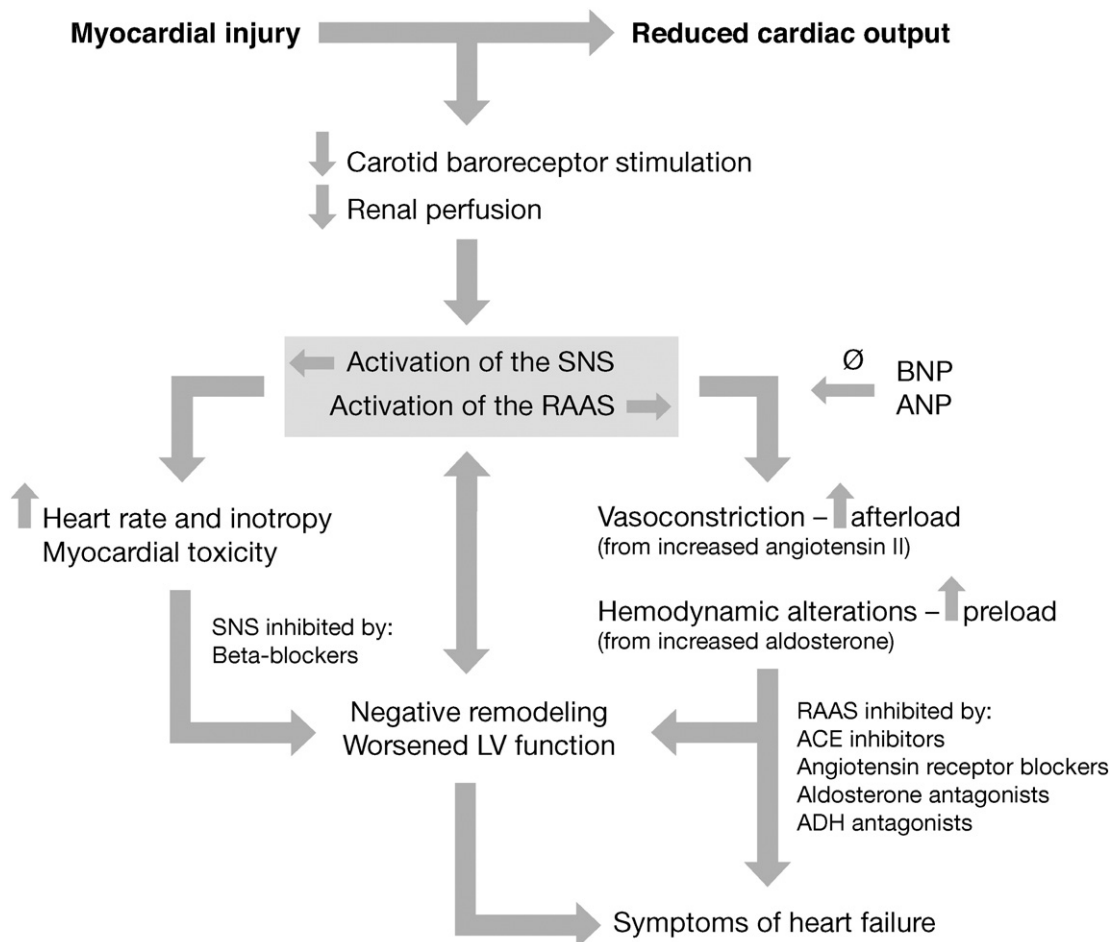 Myocardial injury
Reduced cardiac output
Carotid baroreceptor stimulation
Renal perfusion
Activation of the SNS
Activation of the RAAS
Ø
BNP
ANP
Heart rate and inotropy
Myocardial toxicity
Vasoconstriction – afterload
(from increased angiotensin II)
Hemodynamic alterations – preload
(from increased aldosterone)
SNS inhibited by:
Beta-blockers
Negative remodeling
Worsened LV function
RAAS inhibited by:
ACE inhibitors
Angiotensin receptor blockers
Aldosterone antagonists
ADH antagonists
Symptoms of heart failure